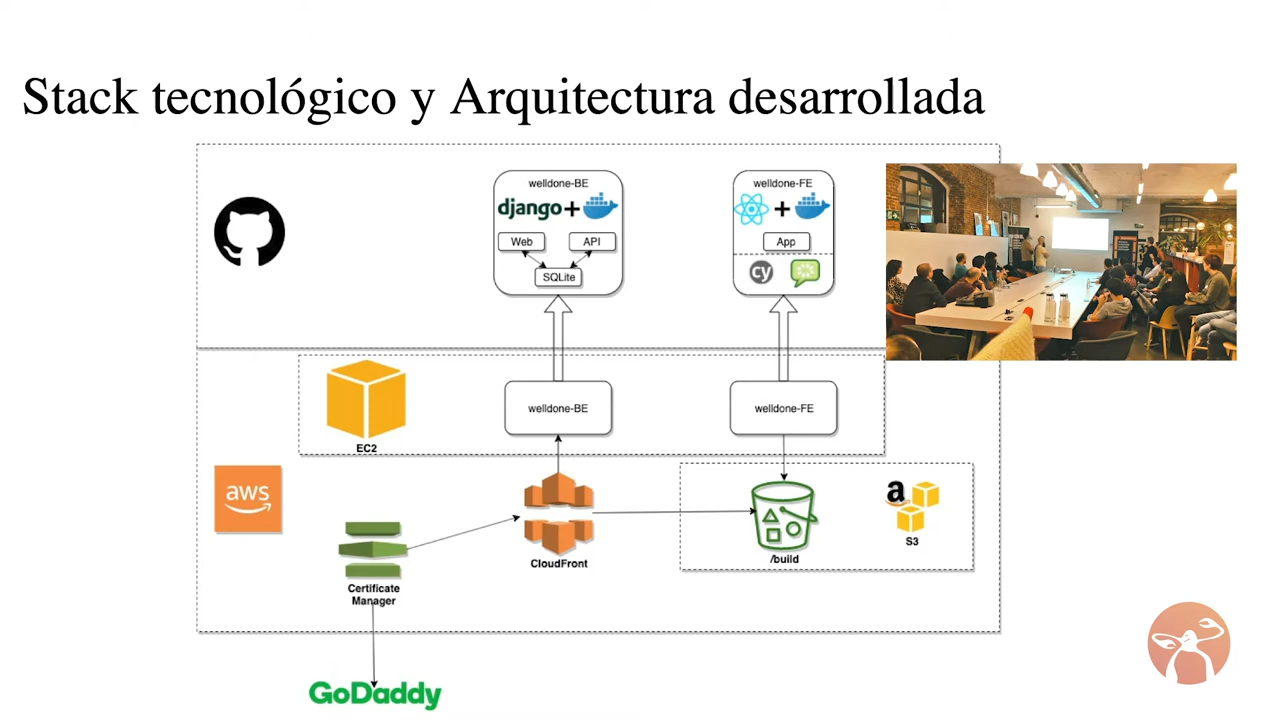 Stack tecnológico y Arquitectura desarrollada
welldone-BE
django+
Web
API
SQLite
welldone-FE
+
App
cy
welldone-BE
welldone-FE
EC2
aws
CloudFront
Certificate
Manager
/build
a
S3
GoDaddy